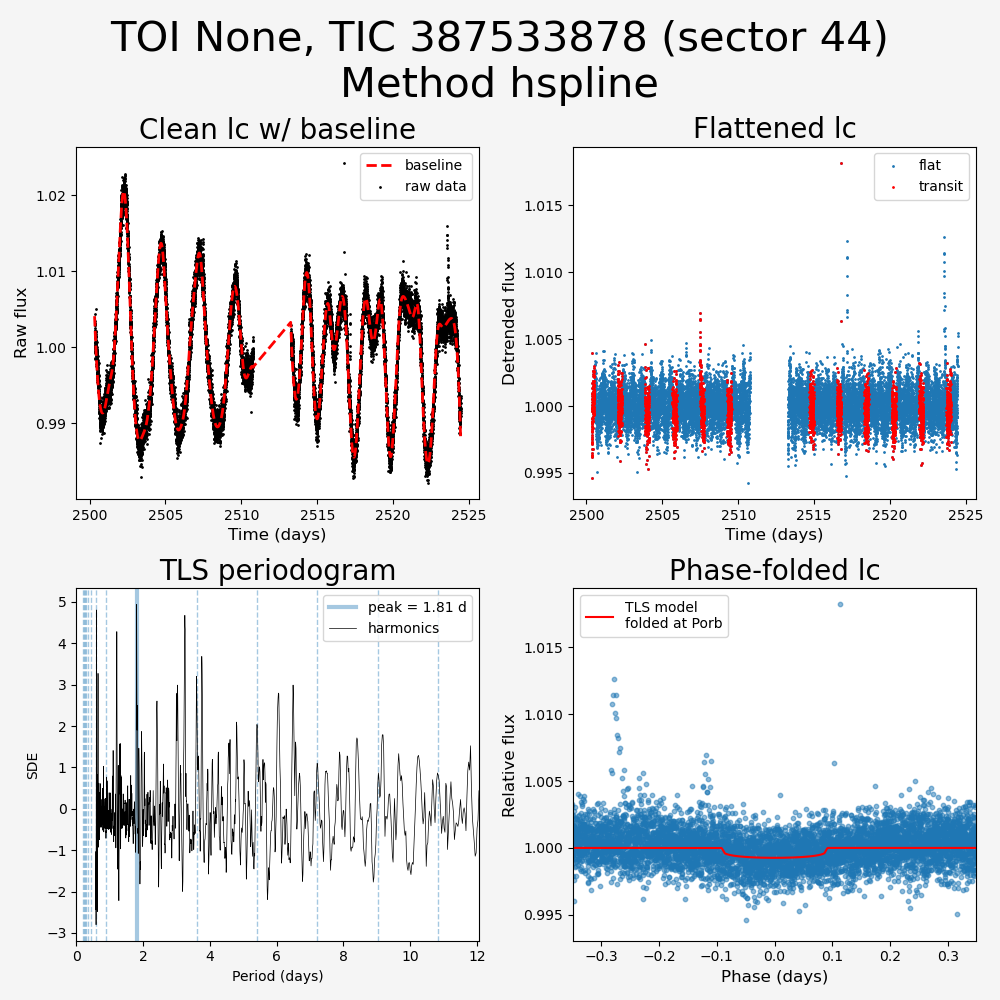 TOI None, TIC 387533878 (sector 44)
Method hspline
Clean lc w/ baseline
baseline
raw data
Raw flux
1.02
1.01
1.00
0.99
2500
2505
2510
2515
2520
2525
Time (days)
Flattened lc
flat
transit
Detrended flux
1.015
1.010
1.005
1.000
0.995
2500
2505
2510
2515
2520
2525
Time (days)
TLS periodogram
peak = 1.81 d
harmonics
SDE
5
4
3
2
1
0
−1
−2
−3
0
2
4
6
8
10
12
Period (days)
Phase-folded lc
TLS model
folded at Porb
Relative flux
1.015
1.010
1.005
1.000
0.995
−0.3
−0.2
−0.1
0.0
0.1
0.2
0.3
Phase (days)